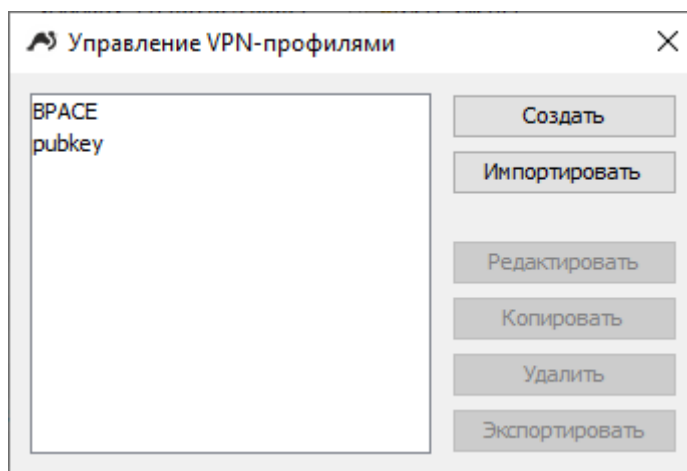 Управление VPN-профилями
BPACE
pubkey
Создать
Импортировать
Редактировать
Копировать
Удалить
Экспортировать